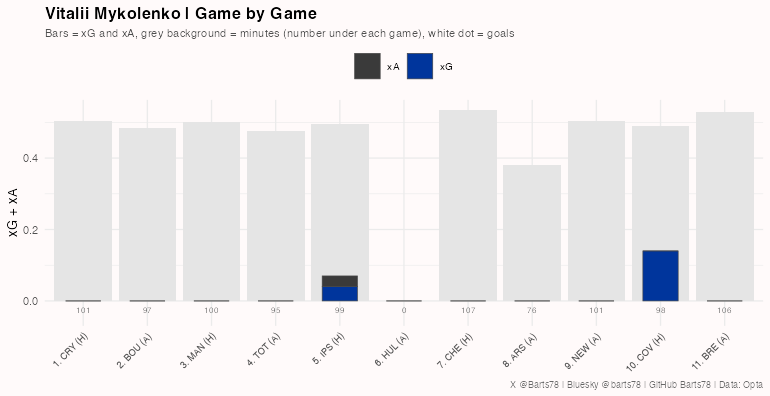 Vitalii Mykolenko | Game by Game
Bars = xG and xA, grey background = minutes (number under each game), white dot = goals
xA xG
xG + xA
0.4
0.2
0.0
101 97 100 95 99 0 107 76 101 98 106
1. CRY (H) 2. BOU (A) 3. MAN (H) 4. TOT (A) 5. IPS (H) 6. HUL (A) 7. CHE (H) 8. ARS (A) 9. NEW (A) 10. COV (H) 11. BRE (A)
X @Barts78 | Bluesky @barts78 | GitHub Barts78 | Data: Opta